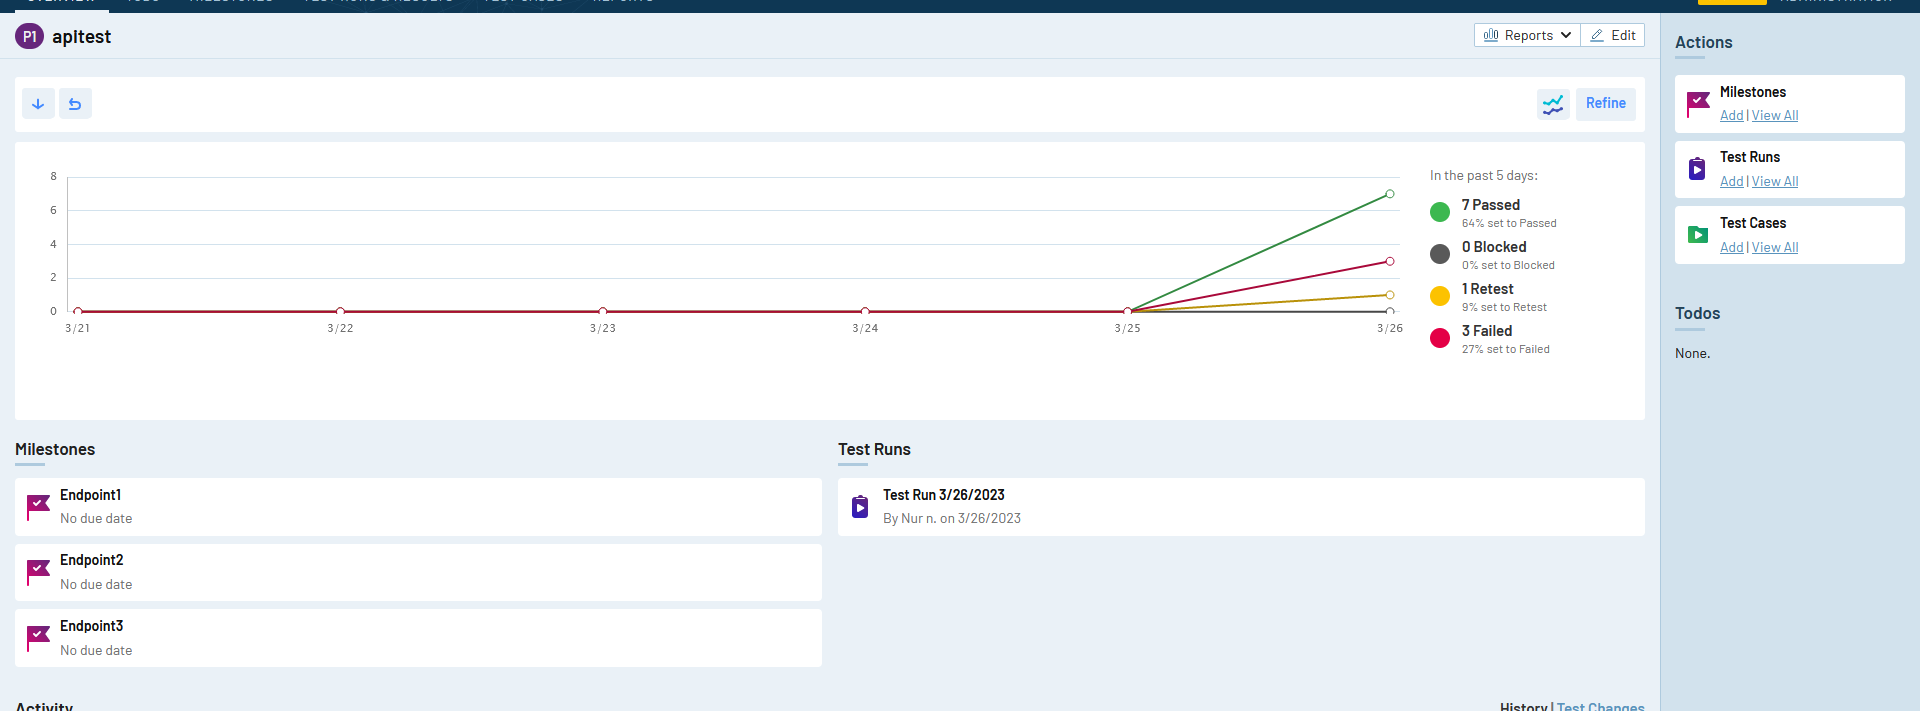 P1 apltest
Reports Edit
Refine
8
6
4
2
0
3/21 3/22 3/23 3/24 3/25 3/26
In the past 5 days:
7 Passed
64% set to Passed
0 Blocked
0% set to Blocked
1 Retest
9% set to Retest
3 Failed
27% set to Failed
Milestones
Endpoint1
No due date
Endpoint2
No due date
Endpoint3
No due date
Test Runs
Test Run 3/26/2023
By Nur n. on 3/26/2023
Activity
History | Test Changes
Actions
Milestones
Add | View All
Test Runs
Add | View All
Test Cases
Add | View All
Todos
None.